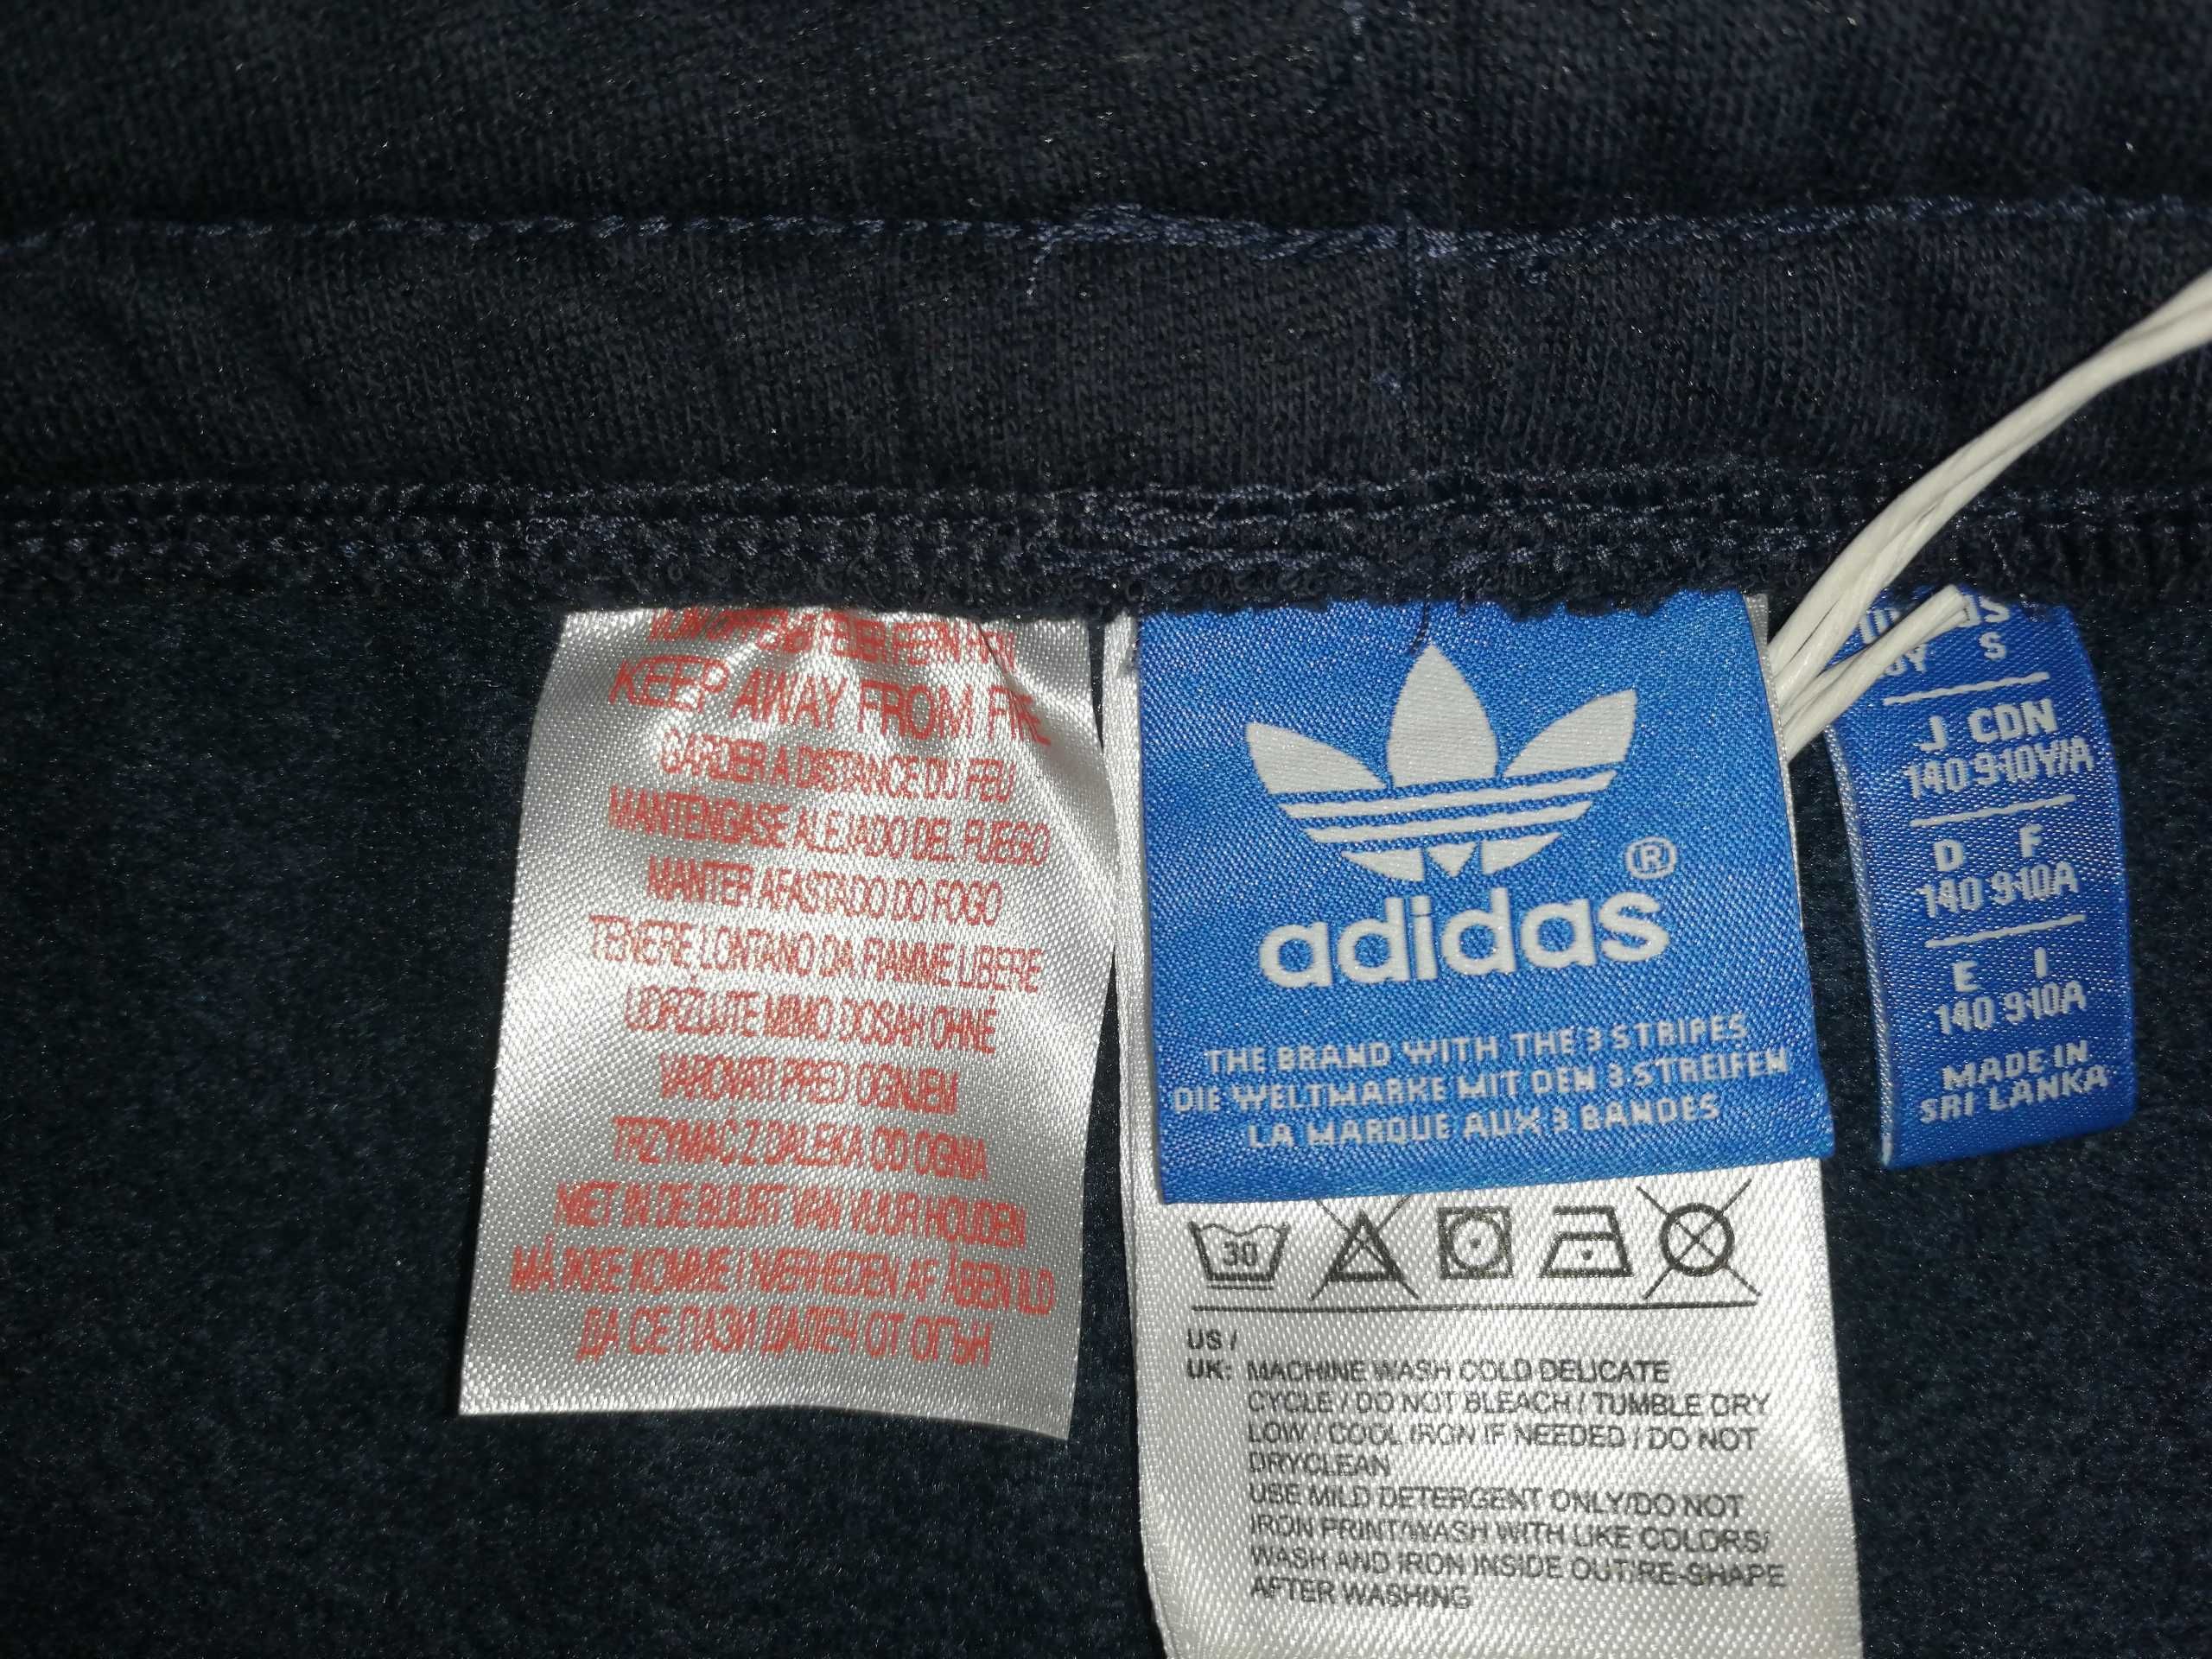 KEEP AWAY FROM FIRE
GARDER A DISTANCE DU FEU
MANTÉNGASE ALEJADO DEL FUEGO
MANTER AFASTADO DO FOGO
TENERE LONTANO DA FIAMME LIBERE
UDRŽUJTE MIMO DOSAH OHNĚ
VAROVATI PRED OGNJEM
TRZYMAĆ Z DALEKA OD OGNIA
NIET IN DE BUURT VAN VUUR HOUDEN
MÅ IKKE KOMME I NÆRHEDEN AF ÅBEN ILD
ДА СЕ ПАЗИ ДАЛЕЧ ОТ ОГЪН
®
adidas
THE BRAND WITH THE 3 STRIPES
DIE WELTMARKE MIT DEN 3 STREIFEN
LA MARQUE AUX 3 BANDES
30
US /
UK: MACHINE WASH COLD DELICATE
CYCLE / DO NOT BLEACH / TUMBLE DRY
LOW / COOL IRON IF NEEDED / DO NOT
DRYCLEAN
USE MILD DETERGENT ONLY/DO NOT
IRON PRINT/WASH WITH LIKE COLORS/
WASH AND IRON INSIDE OUT/RE-SHAPE
AFTER WASHING
S
J CDN
140 9-10Y/A
D F
140 9-10A
E I
140 9-10A
MADE IN
SRI LANKA